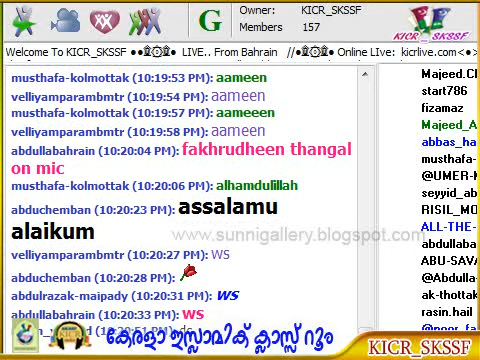 Owner:
G
KICR_SKSSF
Members 157
KICR_SKSSF
Welcome To KICR_SKSSF ●●۩۞۩●● LIVE.. From Bahrain //●●۩۞۩●● Online Live: kicrlive.com<●>
musthafa-kolmottak (10:19:53 PM): aameen
velliyamparambmtr (10:19:54 PM): aameen
musthafa-kolmottak (10:19:57 PM): aameeen
velliyamparambmtr (10:19:58 PM): aameen
abdullabahrain (10:20:04 PM): fakhrudheen thangal
on mic
musthafa-kolmottak (10:20:06 PM): alhamdulillah
abduchemban (10:20:23 PM): assalamu
alaikum
www.sunnigallery.blogspot.com
velliyamparambmtr (10:20:27 PM): ws
abduchemban (10:20:28 PM):
abdulrazak-maipady (10:20:31 PM): ws
abdullabahrain (10:20:33 PM): ws
Majeed.Cl
start786
fizamaz
Majeed_A
abbas_ha
musthafa-
@UMER-
seyyid_ab
RISIL_MO
ALL-THE-
abdullaba
ABU-SAVA
@Abdulla-
ak-thottak
rasin.hail
കേരളാ ഇസ്ലാമിക് ക്ലാസ്സ് റൂം
KICR_SKSSF